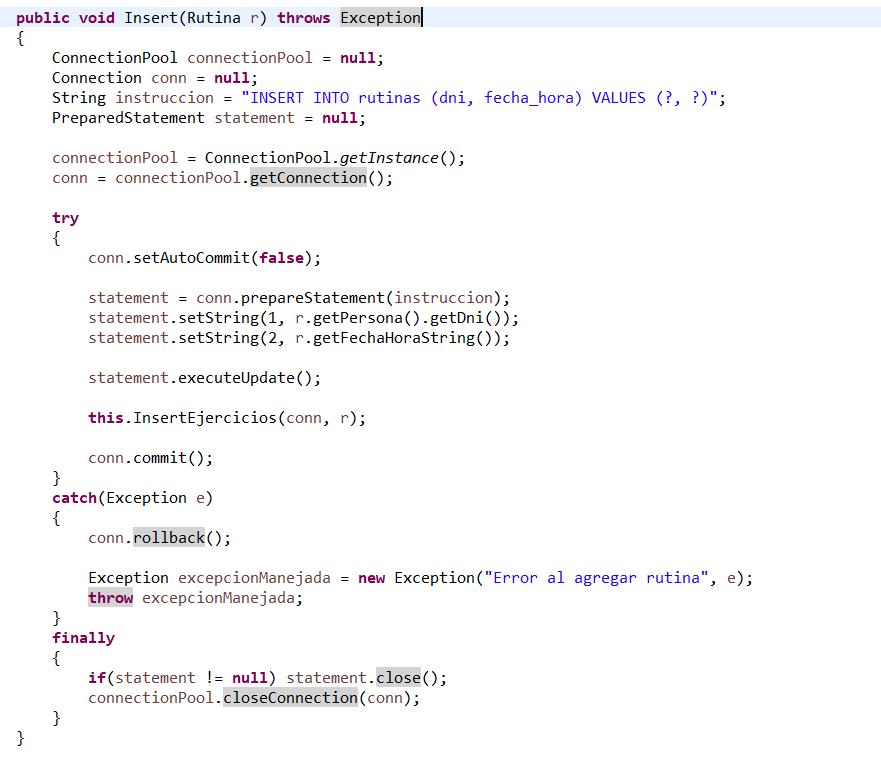 public void Insert(Rutina r) throws Exception
{
    ConnectionPool connectionPool = null;
    Connection conn = null;
    String instruccion = "INSERT INTO rutinas (dni, fecha_hora) VALUES (?, ?)";
    PreparedStatement statement = null;

    connectionPool = ConnectionPool.getInstance();
    conn = connectionPool.getConnection();

    try
    {
        conn.setAutoCommit(false);

        statement = conn.prepareStatement(instruccion);
        statement.setString(1, r.getPersona().getDni());
        statement.setString(2, r.getFechaHoraString());

        statement.executeUpdate();

        this.InsertEjercicios(conn, r);

        conn.commit();
    }
    catch(Exception e)
    {
        conn.rollback();

        Exception excepcionManejada = new Exception("Error al agregar rutina", e);
        throw excepcionManejada;
    }
    finally
    {
        if(statement != null) statement.close();
        connectionPool.closeConnection(conn);
    }
}